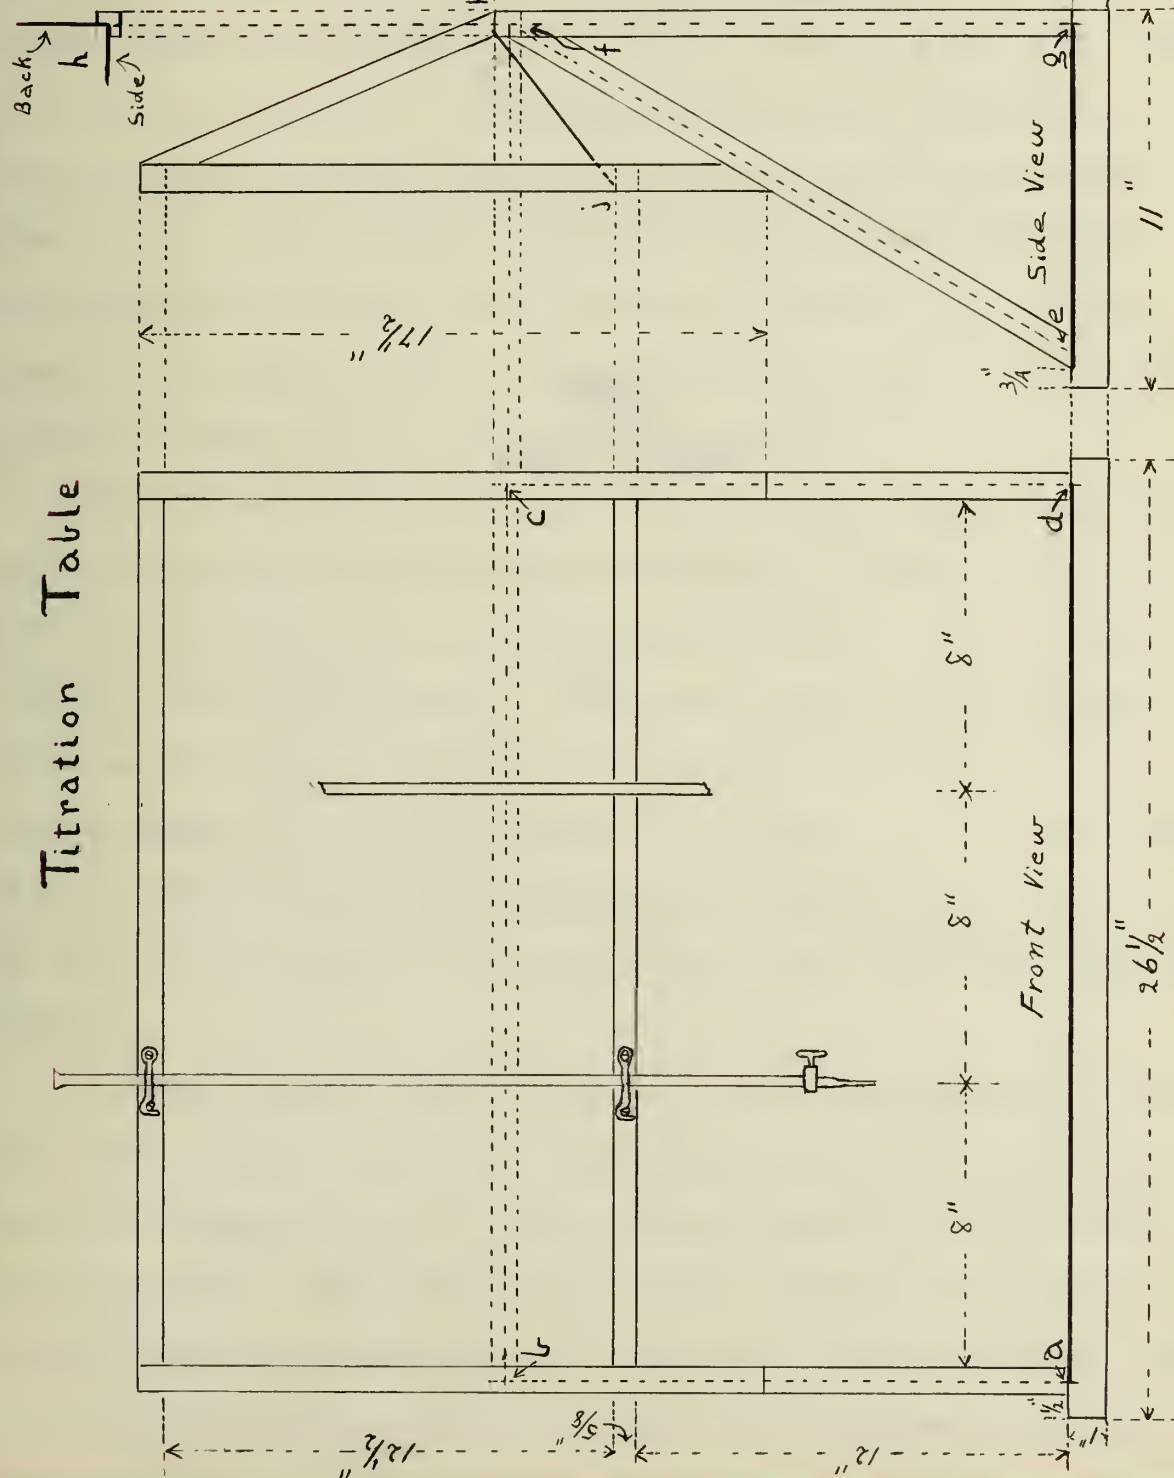 Titration Table
Back
h
Side
f
g
j
17 1/2"
Side View
e
3/4"
11"
c
d
8"
8"
8"
Front View
b
a
1/2"
26 1/2"
12 1/2"
5/8"
12"
1"